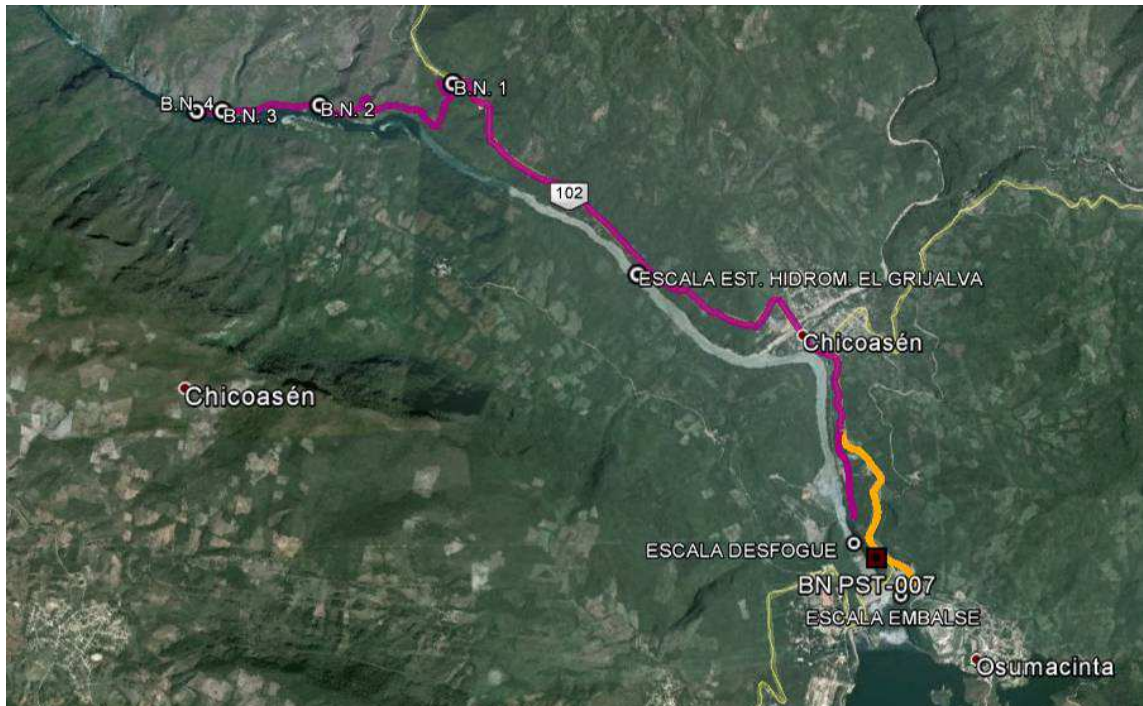 B.N. 1
B.N. 4
B.N. 3
B.N. 2
102
ESCALA EST. HIDROM. EL GRIJALVA
Chicoasén
Chicoasén
ESCALA DESFOGUE
BN PST-007
ESCALA EMBALSE
Osumacinta